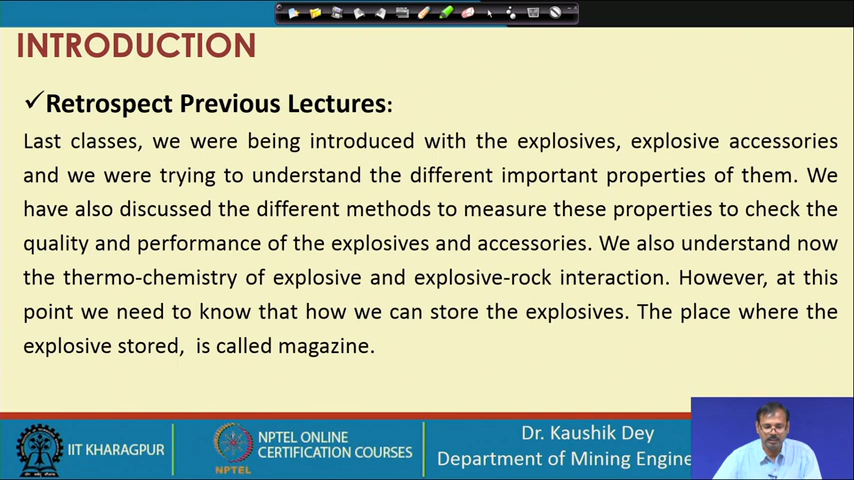 INTRODUCTION
✓Retrospect Previous Lectures:
Last classes, we were being introduced with the explosives, explosive accessories
and we were trying to understand the different important properties of them. We
have also discussed the different methods to measure these properties to check the
quality and performance of the explosives and accessories. We also understand now
the thermo-chemistry of explosive and explosive-rock interaction. However, at this
point we need to know that how we can store the explosives. The place where the
explosive stored, is called magazine.
IIT KHARAGPUR
NPTEL
NPTEL ONLINE
CERTIFICATION COURSES
Dr. Kaushik Dey
Department of Mining Engine